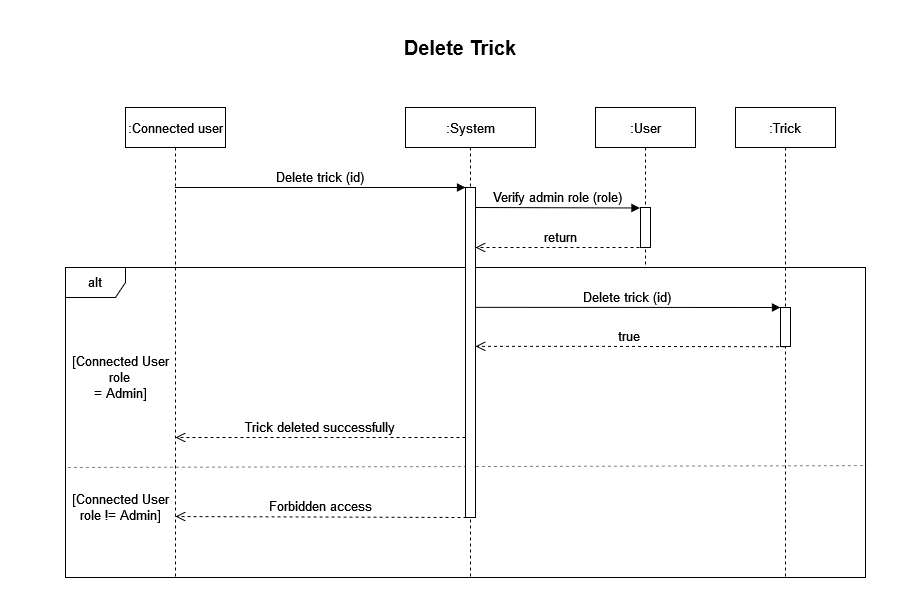 Delete Trick
:Connected user
:System
:User
:Trick
Delete trick (id)
Verify admin role (role)
return
alt
Delete trick (id)
true
[Connected User
role
= Admin]
Trick deleted successfully
[Connected User
role != Admin]
Forbidden access